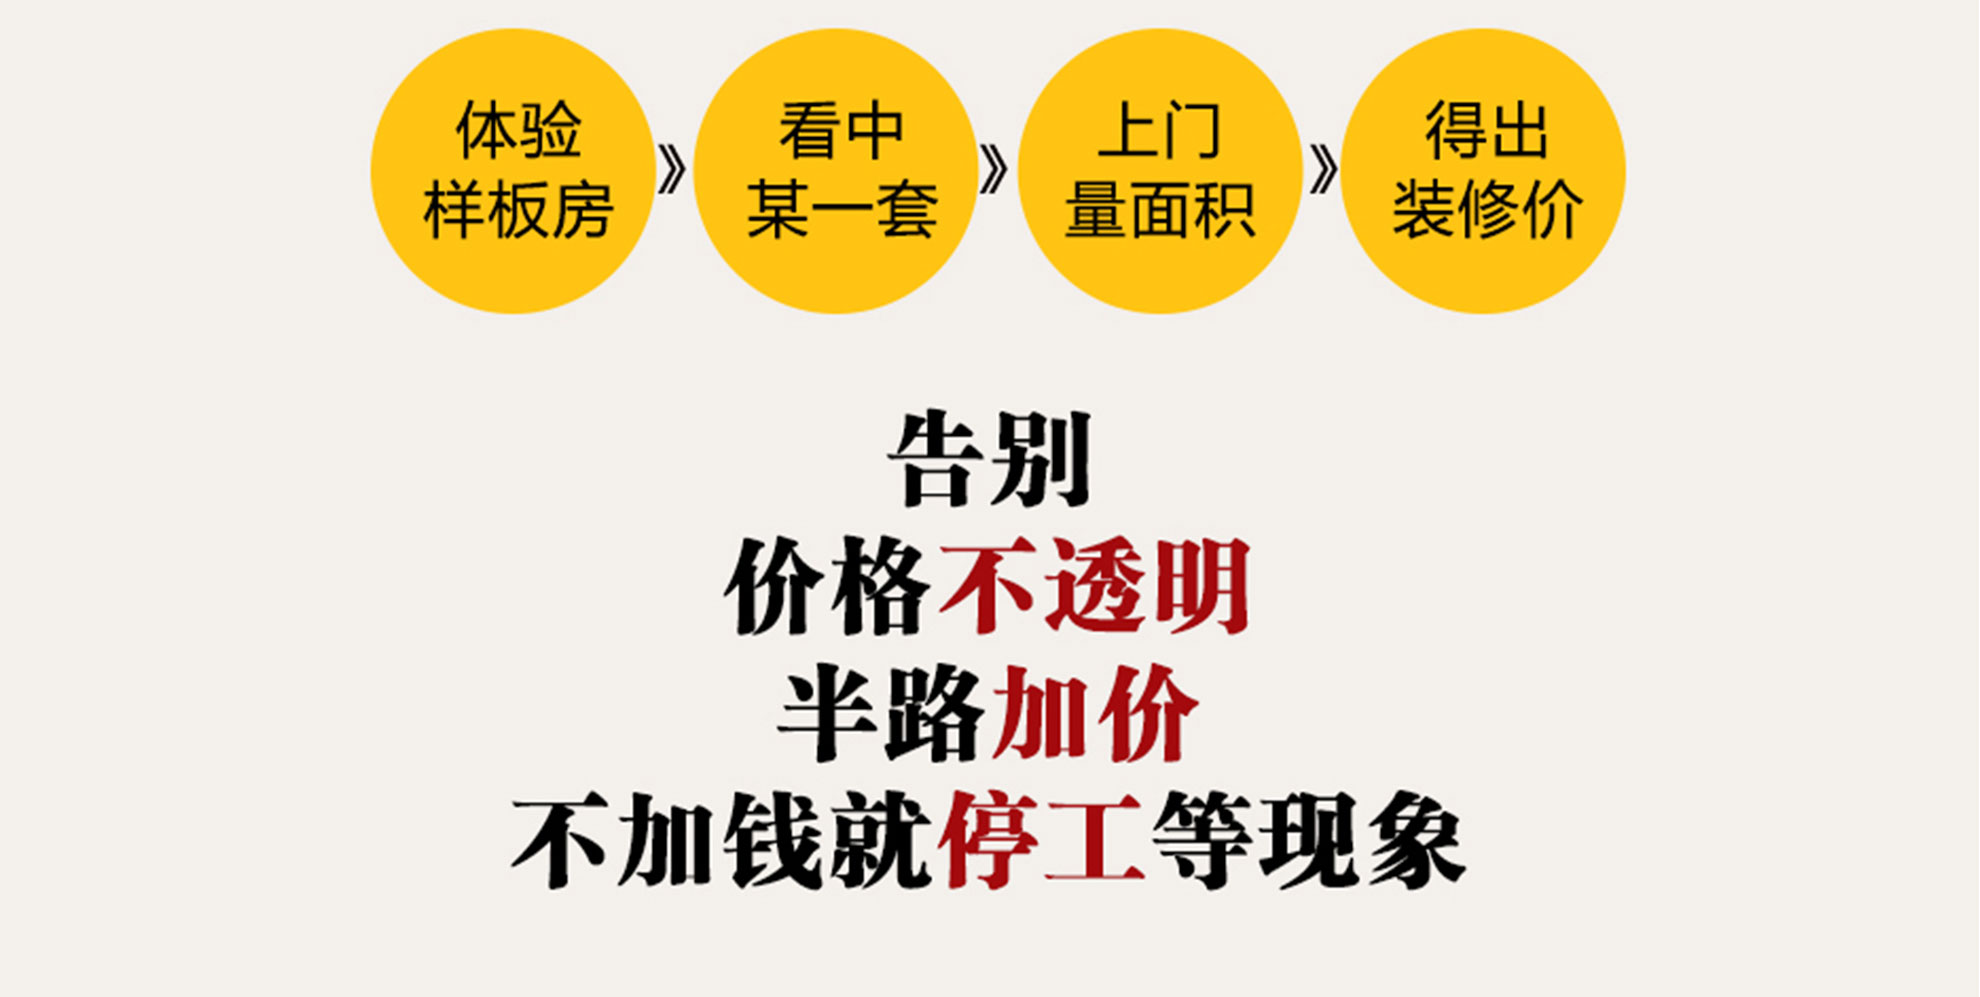 体验
样板房
》
看中
某一套
》
上门
量面积
》
得出
装修价
告别
价格不透明
半路加价
不加钱就停工等现象